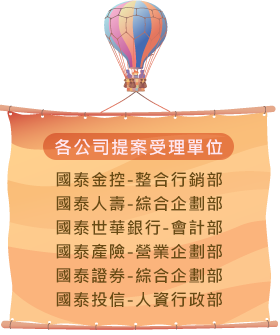 各公司提案受理單位
國泰金控-整合行銷部
國泰人壽-綜合企劃部
國泰世華銀行-會計部
國泰產險-營業企劃部
國泰證券-綜合企劃部
國泰投信-人資行政部